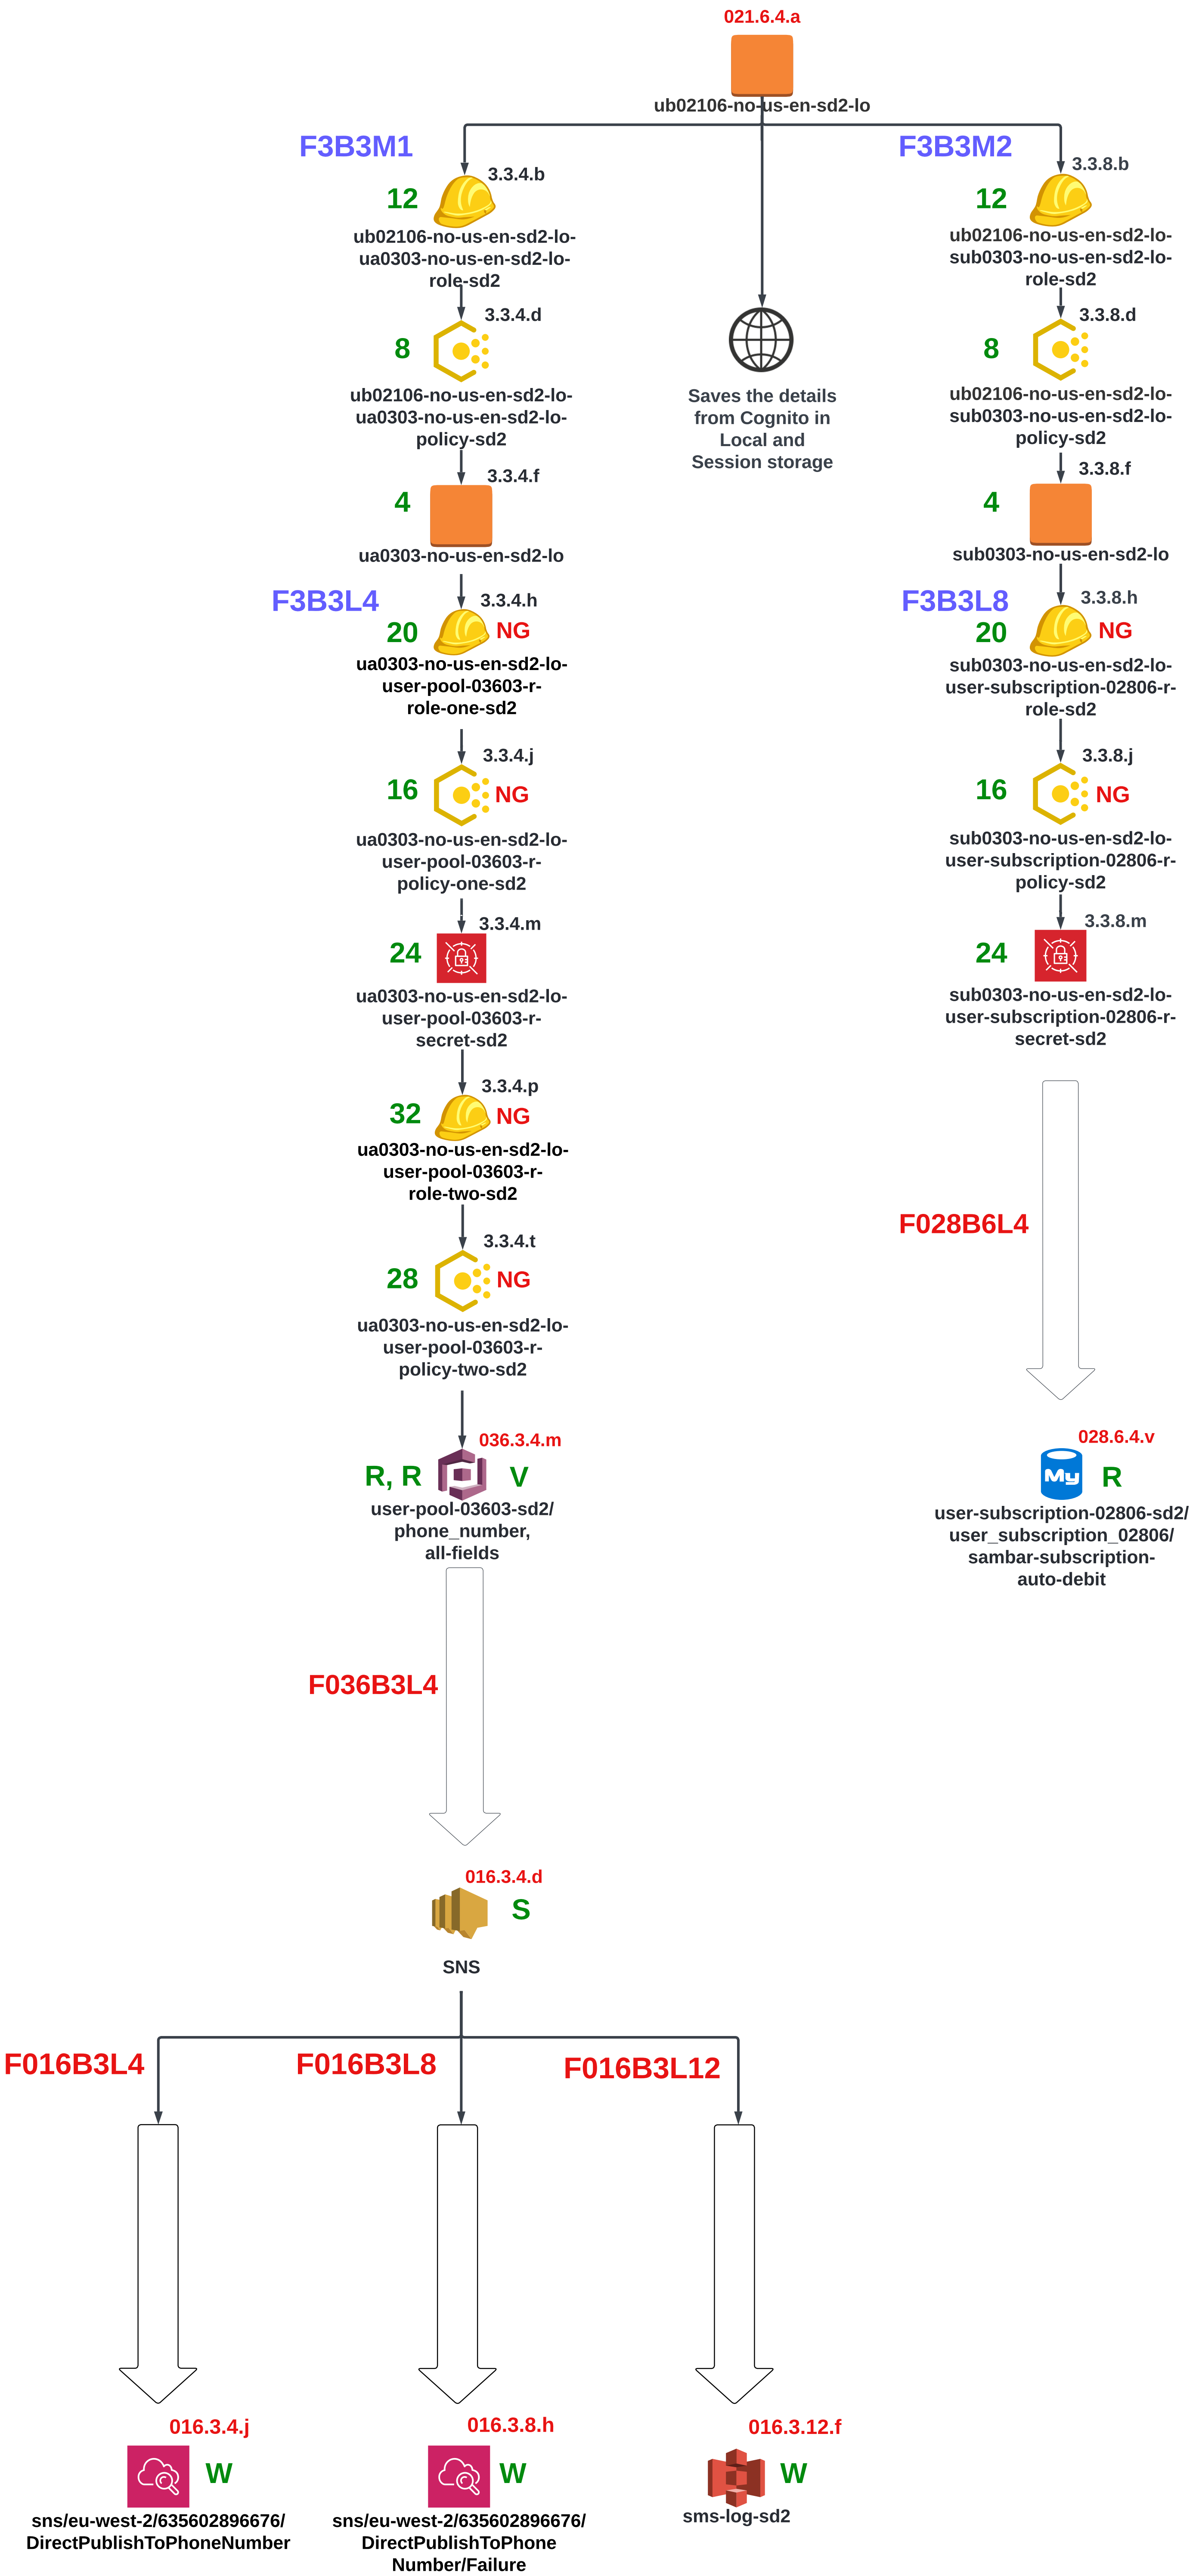 021.6.4.a
ub02106-no-us-en-sd2-lo
F3B3M1
3.3.4.b
12
ub02106-no-us-en-sd2-lo-
ua0303-no-us-en-sd2-lo-
role-sd2
3.3.4.d
8
ub02106-no-us-en-sd2-lo-
ua0303-no-us-en-sd2-lo-
policy-sd2
3.3.4.f
4
ua0303-no-us-en-sd2-lo
F3B3L4
3.3.4.h
20
NG
ua0303-no-us-en-sd2-lo-
user-pool-03603-r-
role-one-sd2
3.3.4.j
16
NG
ua0303-no-us-en-sd2-lo-
user-pool-03603-r-
policy-one-sd2
3.3.4.m
24
ua0303-no-us-en-sd2-lo-
user-pool-03603-r-
secret-sd2
3.3.4.p
32
NG
ua0303-no-us-en-sd2-lo-
user-pool-03603-r-
role-two-sd2
3.3.4.t
28
NG
ua0303-no-us-en-sd2-lo-
user-pool-03603-r-
policy-two-sd2
036.3.4.m
R, R
V
user-pool-03603-sd2/
phone_number,
all-fields
F036B3L4
016.3.4.d
S
SNS
Saves the details
from Cognito in
Local and
Session storage
F3B3M2
3.3.8.b
12
ub02106-no-us-en-sd2-lo-
sub0303-no-us-en-sd2-lo-
role-sd2
3.3.8.d
8
ub02106-no-us-en-sd2-lo-
sub0303-no-us-en-sd2-lo-
policy-sd2
3.3.8.f
4
sub0303-no-us-en-sd2-lo
F3B3L8
3.3.8.h
20
NG
sub0303-no-us-en-sd2-lo-
user-subscription-02806-r-
role-sd2
3.3.8.j
16
NG
sub0303-no-us-en-sd2-lo-
user-subscription-02806-r-
policy-sd2
3.3.8.m
24
sub0303-no-us-en-sd2-lo-
user-subscription-02806-r-
secret-sd2
F028B6L4
028.6.4.v
My
R
user-subscription-02806-sd2/
user_subscription_02806/
sambar-subscription-
auto-debit
F016B3L4
016.3.4.j
W
sns/eu-west-2/635602896676/
DirectPublishToPhoneNumber
F016B3L8
016.3.8.h
W
sns/eu-west-2/635602896676/
DirectPublishToPhone
Number/Failure
F016B3L12
016.3.12.f
W
sms-log-sd2